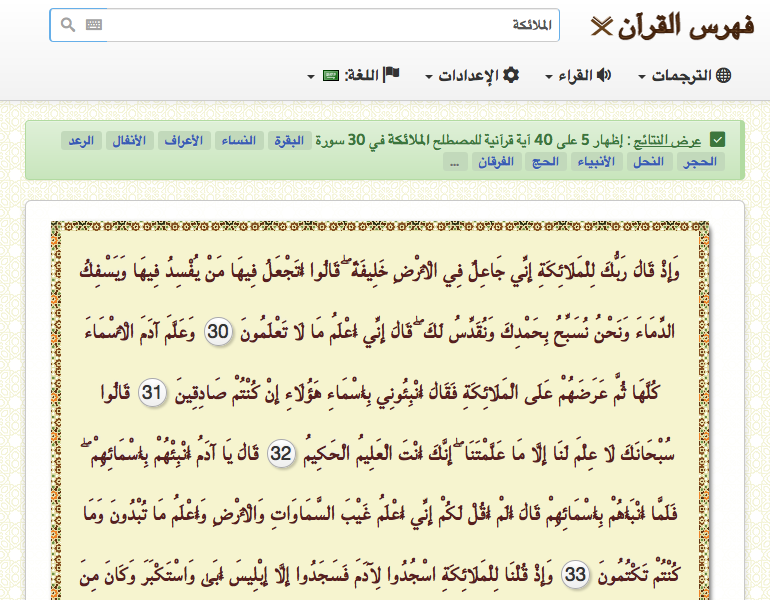 فهرس القرآن
الملائكة
الترجمات القراء الإعدادات اللغة:
عرض النتائج : إظهار 5 على 40 آية قرآنية للمصطلح الملائكة في 30 سورة البقرة النساء الأعراف الأنفال الرعد
الحجر النحل الأنبياء الحج الفرقان ...
وَإِذْ قَالَ رَبُّكَ لِلْمَلَائِكَةِ إِنِّي جَاعِلٌ فِي الْأَرْضِ خَلِيفَةً ۖ قَالُوا أَتَجْعَلُ فِيهَا مَنْ يُفْسِدُ فِيهَا وَيَسْفِكُ
الدِّمَاءَ وَنَحْنُ نُسَبِّحُ بِحَمْدِكَ وَنُقَدِّسُ لَكَ ۖ قَالَ إِنِّي أَعْلَمُ مَا لَا تَعْلَمُونَ 30 وَعَلَّمَ آدَمَ الْأَسْمَاءَ
كُلَّهَا ثُمَّ عَرَضَهُمْ عَلَى الْمَلَائِكَةِ فَقَالَ أَنْبِئُونِي بِأَسْمَاءِ هَٰؤُلَاءِ إِنْ كُنْتُمْ صَادِقِينَ 31 قَالُوا
سُبْحَانَكَ لَا عِلْمَ لَنَا إِلَّا مَا عَلَّمْتَنَا ۖ إِنَّكَ أَنْتَ الْعَلِيمُ الْحَكِيمُ 32 قَالَ يَا آدَمُ أَنْبِئْهُمْ بِأَسْمَائِهِمْ ۖ
فَلَمَّا أَنْبَأَهُمْ بِأَسْمَائِهِمْ قَالَ أَلَمْ أَقُلْ لَكُمْ إِنِّي أَعْلَمُ غَيْبَ السَّمَاوَاتِ وَالْأَرْضِ وَأَعْلَمُ مَا تُبْدُونَ وَمَا
كُنْتُمْ تَكْتُمُونَ 33 وَإِذْ قُلْنَا لِلْمَلَائِكَةِ اسْجُدُوا لِآدَمَ فَسَجَدُوا إِلَّا إِبْلِيسَ أَبَىٰ وَاسْتَكْبَرَ وَكَانَ مِنَ